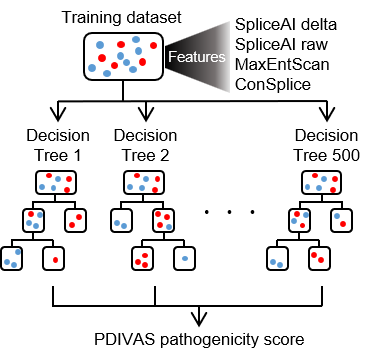 Training dataset
Features
SpliceAI delta
SpliceAI raw
MaxEntScan
ConSplice
Decision
Tree 1
Decision
Tree 2
. . .
Decision
Tree 500
PDIVAS pathogenicity score